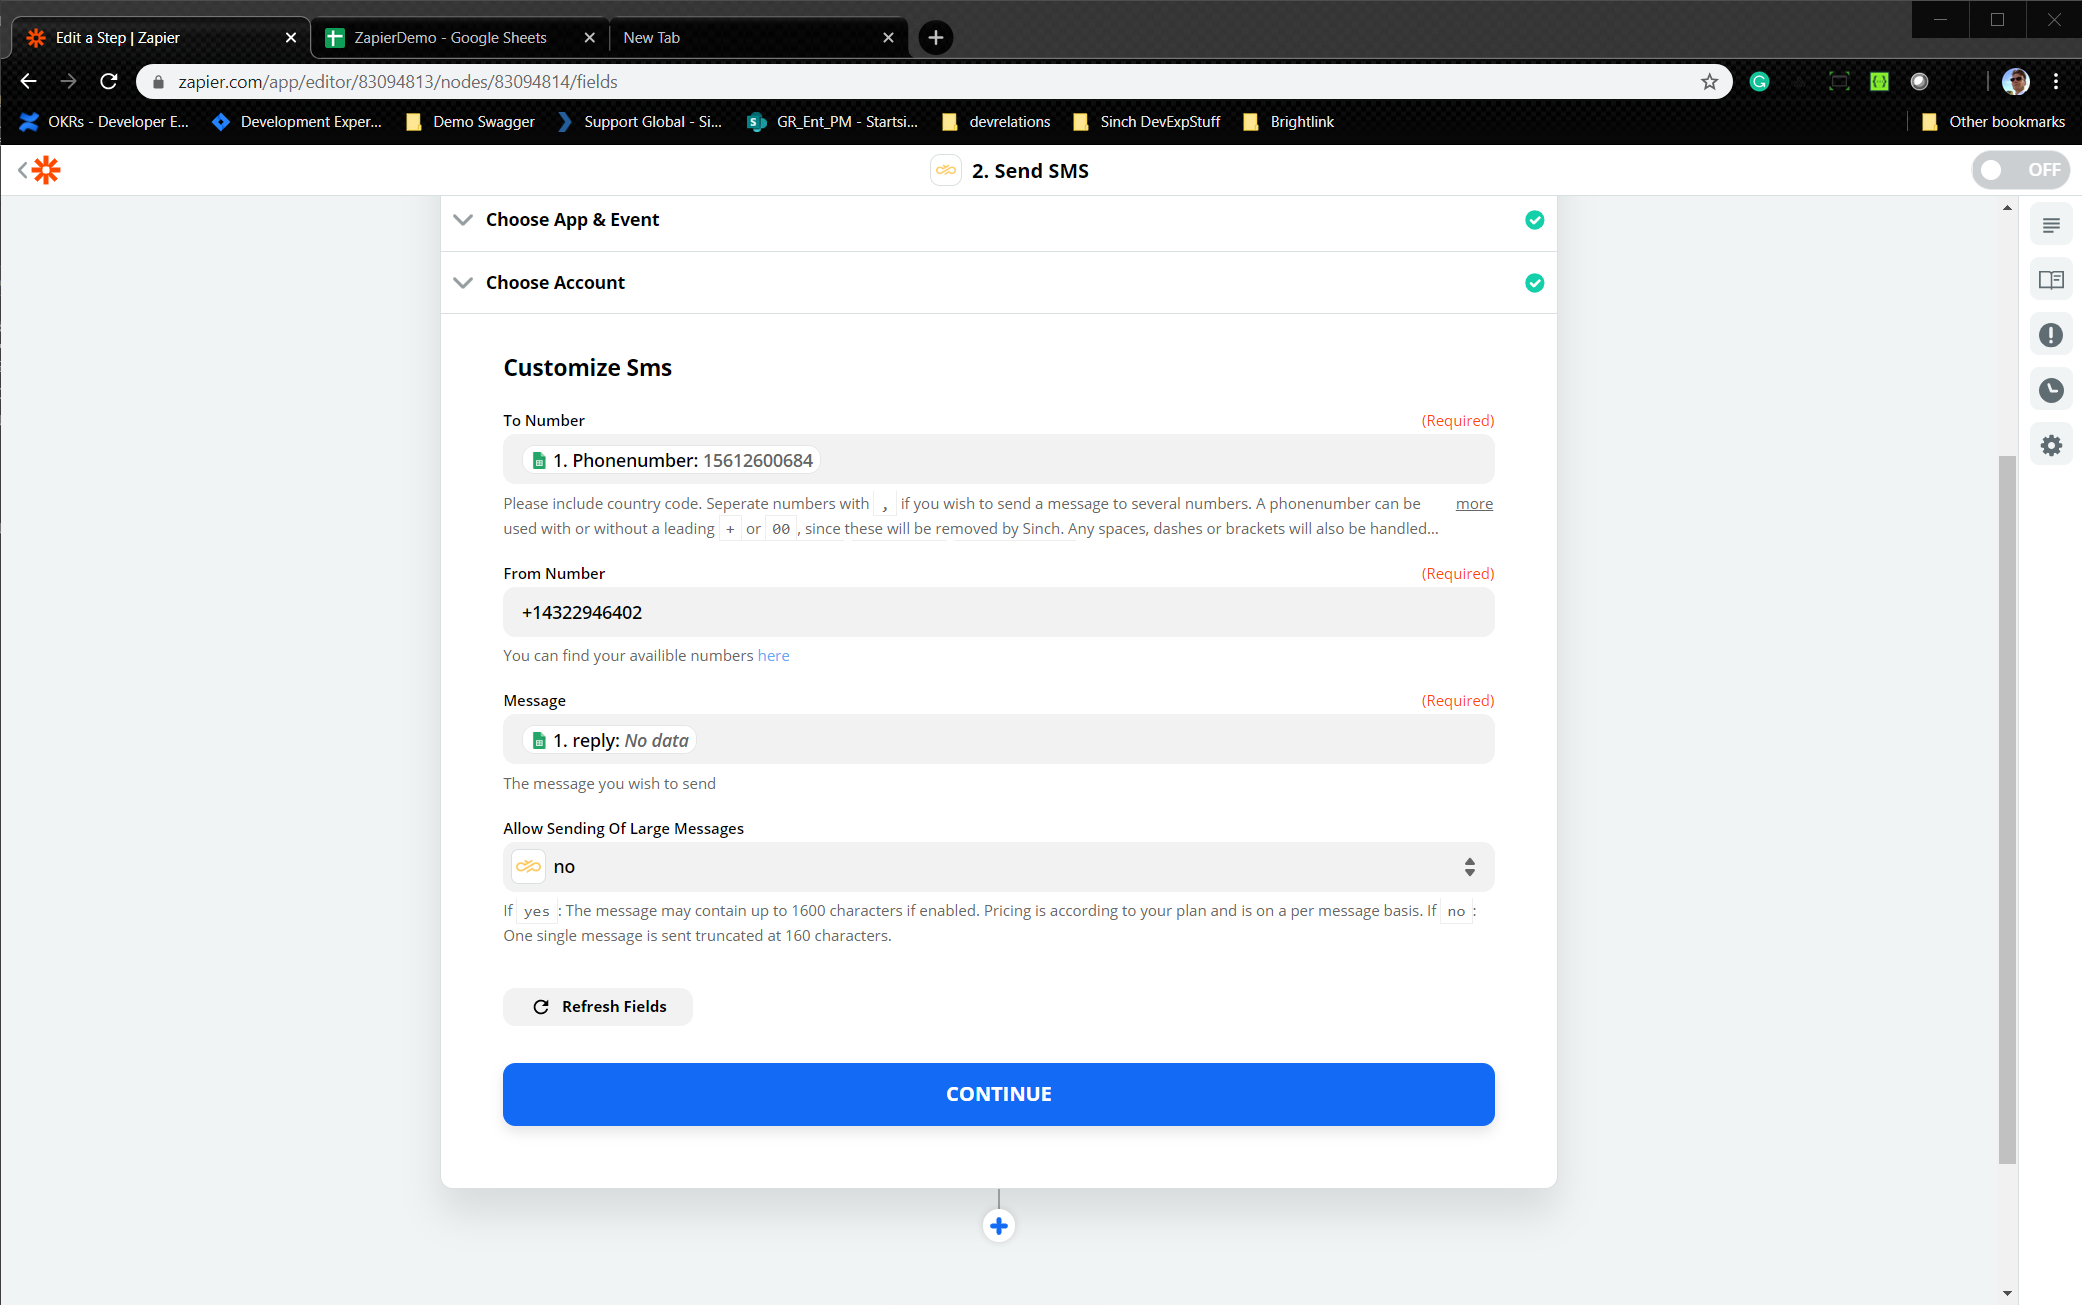 Edit a Step | Zapier
ZapierDemo - Google Sheets
New Tab
zapier.com/app/editor/83094813/nodes/83094814/fields
OKRs - Developer E...
Development Exper...
Demo Swagger
Support Global - Si...
GR_Ent_PM - Startsi...
devrelations
Sinch DevExpStuff
Brightlink
Other bookmarks
2. Send SMS
OFF
Choose App & Event
Choose Account
Customize Sms
To Number
(Required)
1. Phonenumber: 15612600684
Please include country code. Seperate numbers with , if you wish to send a message to several numbers. A phonenumber can be
more
used with or without a leading + or 00 , since these will be removed by Sinch. Any spaces, dashes or brackets will also be handled...
From Number
(Required)
+14322946402
You can find your availible numbers here
Message
(Required)
1. reply: No data
The message you wish to send
Allow Sending Of Large Messages
no
If yes : The message may contain up to 1600 characters if enabled. Pricing is according to your plan and is on a per message basis. If no :
One single message is sent truncated at 160 characters.
Refresh Fields
CONTINUE